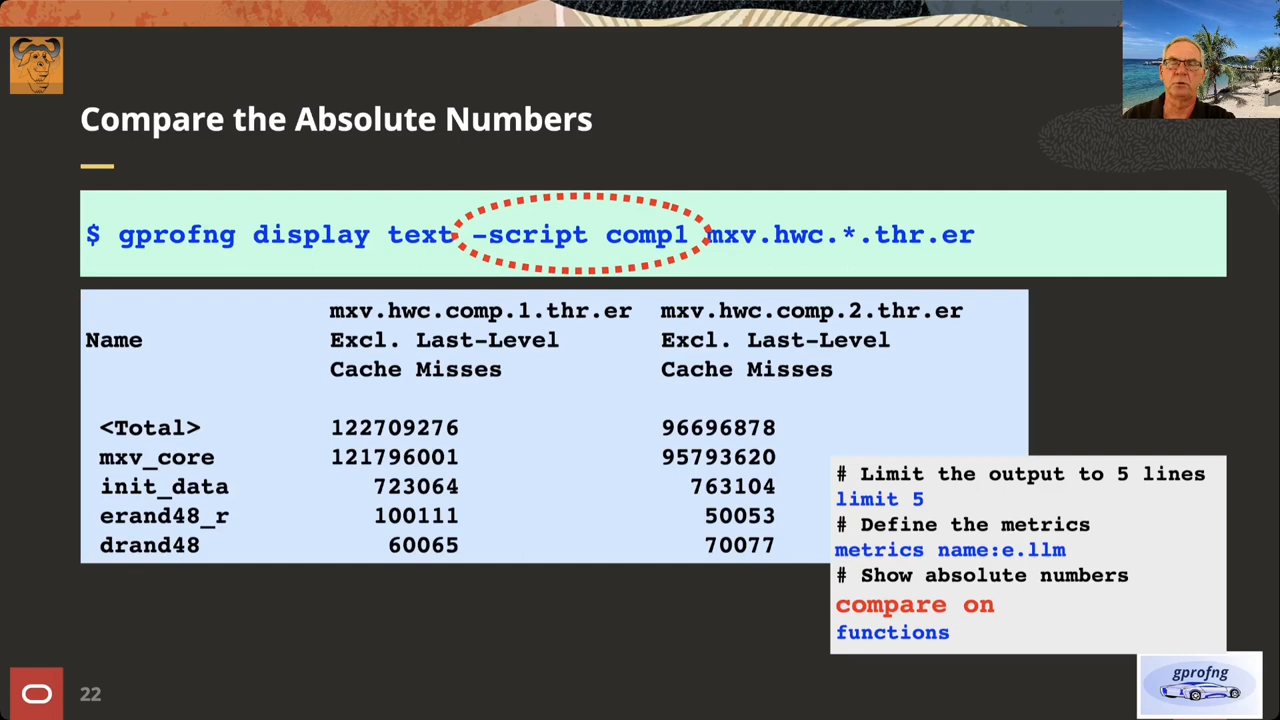 Compare the Absolute Numbers
$ gprofng display text -script comp1 mxv.hwc.*.thr.er
mxv.hwc.comp.1.thr.er mxv.hwc.comp.2.thr.er
Name Excl. Last-Level Excl. Last-Level
Cache Misses Cache Misses
<Total> 122709276 96696878
mxv_core 121796001 95793620
init_data 723064 763104
erand48_r 100111 50053
drand48 60065 70077
# Limit the output to 5 lines
limit 5
# Define the metrics
metrics name:e.llm
# Show absolute numbers
compare on
functions
22
gprofng